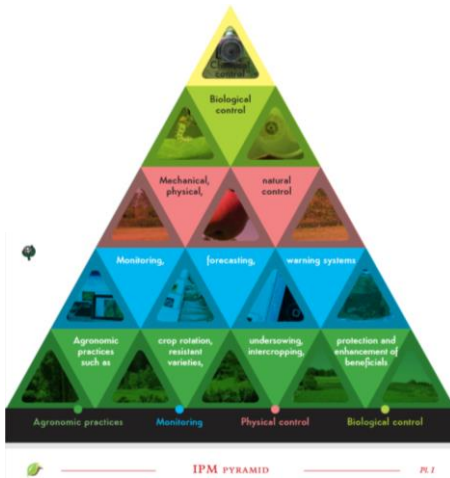 Chemical
control
Biological
control
Mechanical,
physical,
natural
control
Monitoring,
forecasting,
warning systems
Agronomic
practices
such as
crop rotation,
resistant
varieties,
undersowing,
intercropping,
protection and
enhancement of
beneficials
Agronomic practices
Monitoring
Physical control
Biological control
IPM PYRAMID
Pl. I